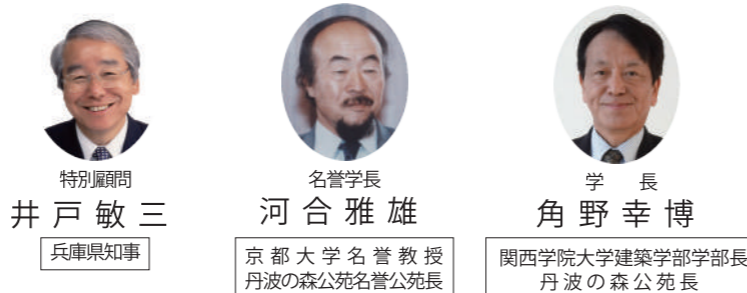 特別顧問
井戸敏三
兵庫県知事
名誉学長
河合雅雄
京都大学名誉教授
丹波の森公苑名誉公苑長
学 長
角野幸博
関西学院大学建築学部学部長
丹波の森公苑長